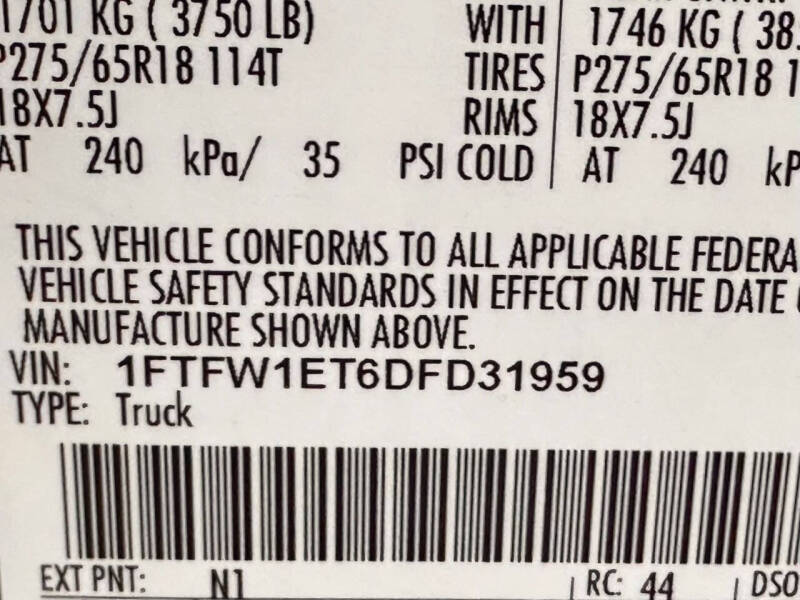 1701 KG ( 3750 LB) WITH 1746 KG ( 38
P275/65R18 114T TIRES P275/65R18 1
18X7.5J RIMS 18X7.5J
AT 240 kPa/ 35 PSI COLD AT 240 kP
THIS VEHICLE CONFORMS TO ALL APPLICABLE FEDERA
VEHICLE SAFETY STANDARDS IN EFFECT ON THE DATE
MANUFACTURE SHOWN ABOVE.
VIN: 1FTFW1ET6DFD31959
TYPE: Truck
EXT PNT: N1 RC: 44 DSO